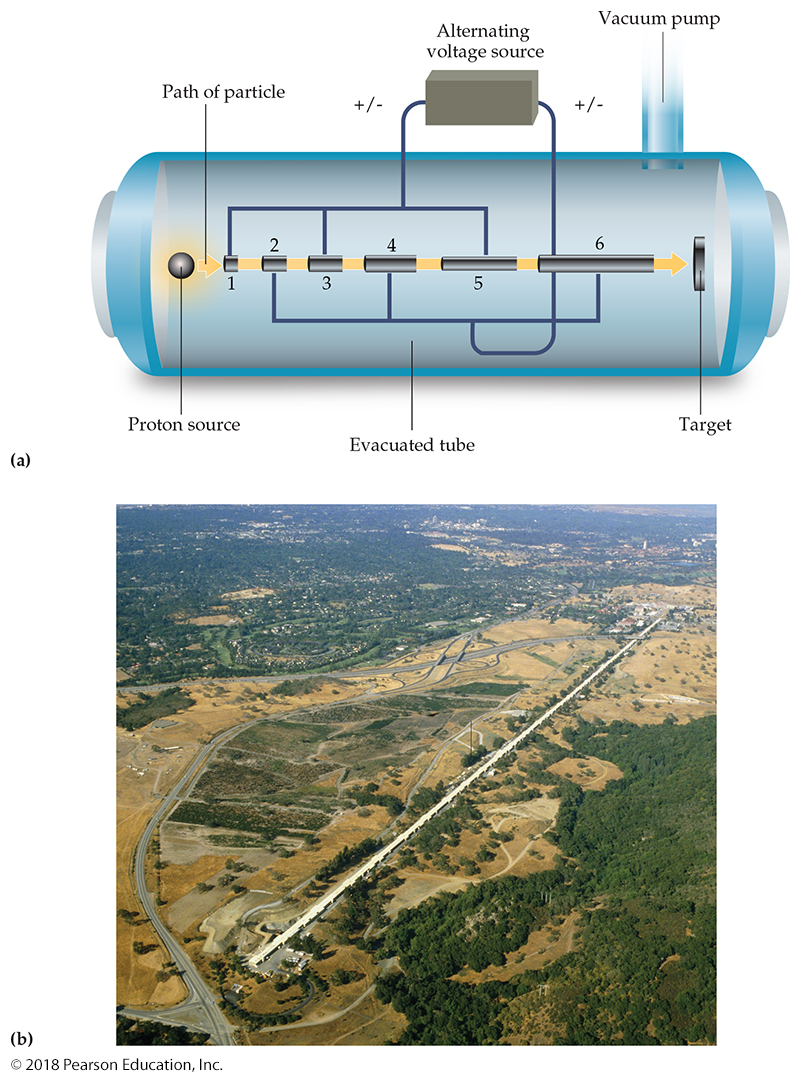 Vacuum pump
Alternating
voltage source
Path of particle
+/-
+/-
2
4
6
1
3
5
Proton source
Evacuated tube
Target
(a)
(b)
© 2018 Pearson Education, Inc.